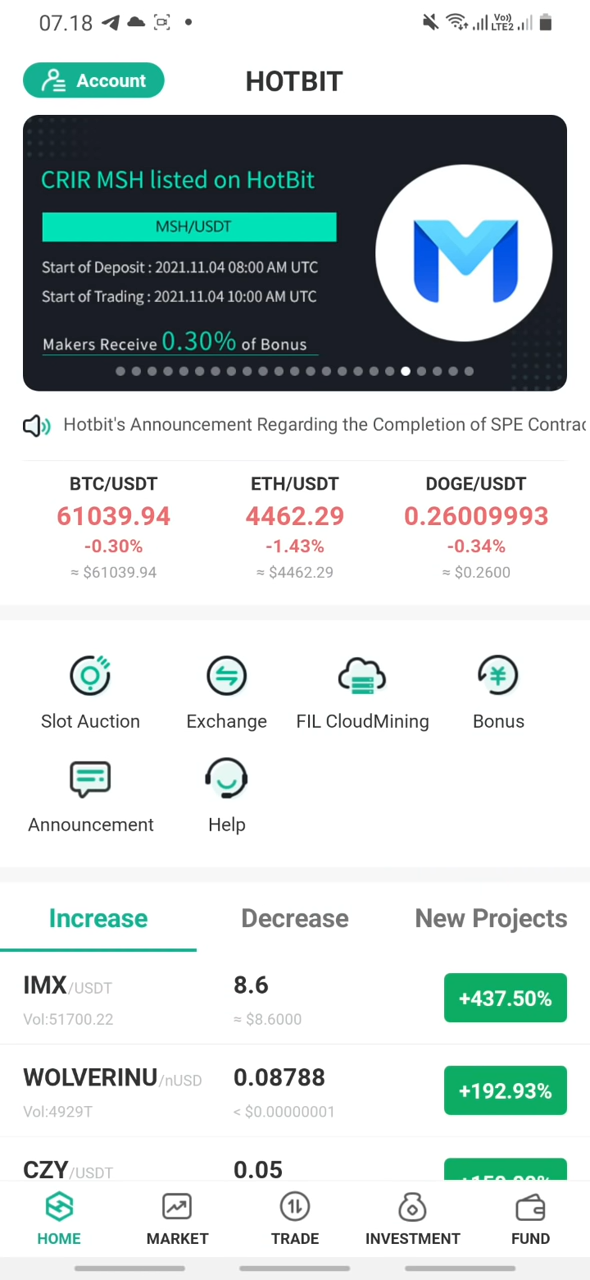 07.18
Vo))
LTE2
Account
HOTBIT
CRIR MSH listed on HotBit
MSH/USDT
Start of Deposit : 2021.11.04 08:00 AM UTC
Start of Trading : 2021.11.04 10:00 AM UTC
Makers Receive 0.30% of Bonus
Hotbit's Announcement Regarding the Completion of SPE Contrac
BTC/USDT ETH/USDT DOGE/USDT
61039.94 4462.29 0.26009993
-0.30% -1.43% -0.34%
≈ $61039.94 ≈ $4462.29 ≈ $0.2600
Slot Auction Exchange FIL CloudMining Bonus
Announcement Help
Increase Decrease New Projects
IMX/USDT 8.6 +437.50%
Vol:51700.22 ≈ $8.6000
WOLVERINU/nUSD 0.08788 +192.93%
Vol:4929T < $0.00000001
CZY/USDT 0.05
HOME MARKET TRADE INVESTMENT FUND